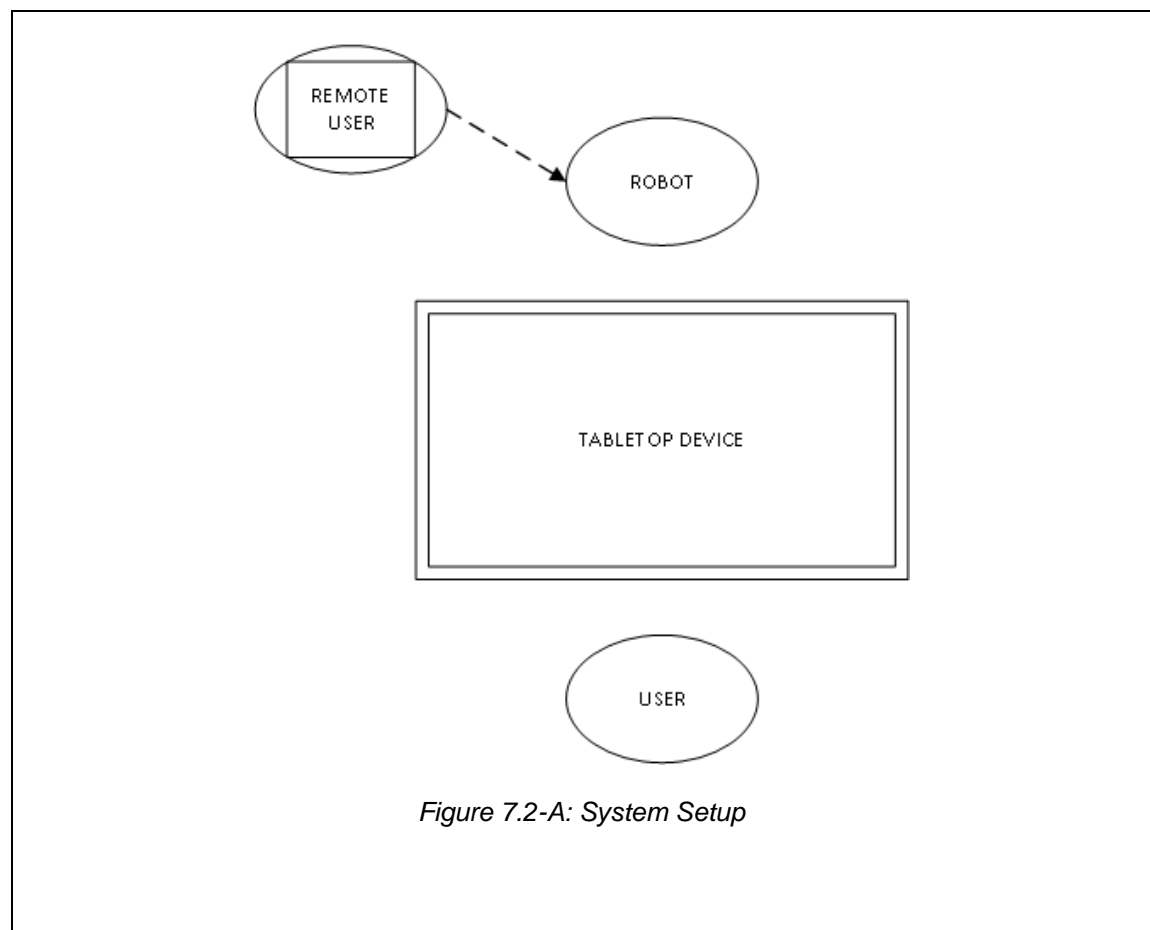 REMOTE
USER
ROBOT
TABLETOP DEVICE
USER
Figure 7.2-A: System Setup